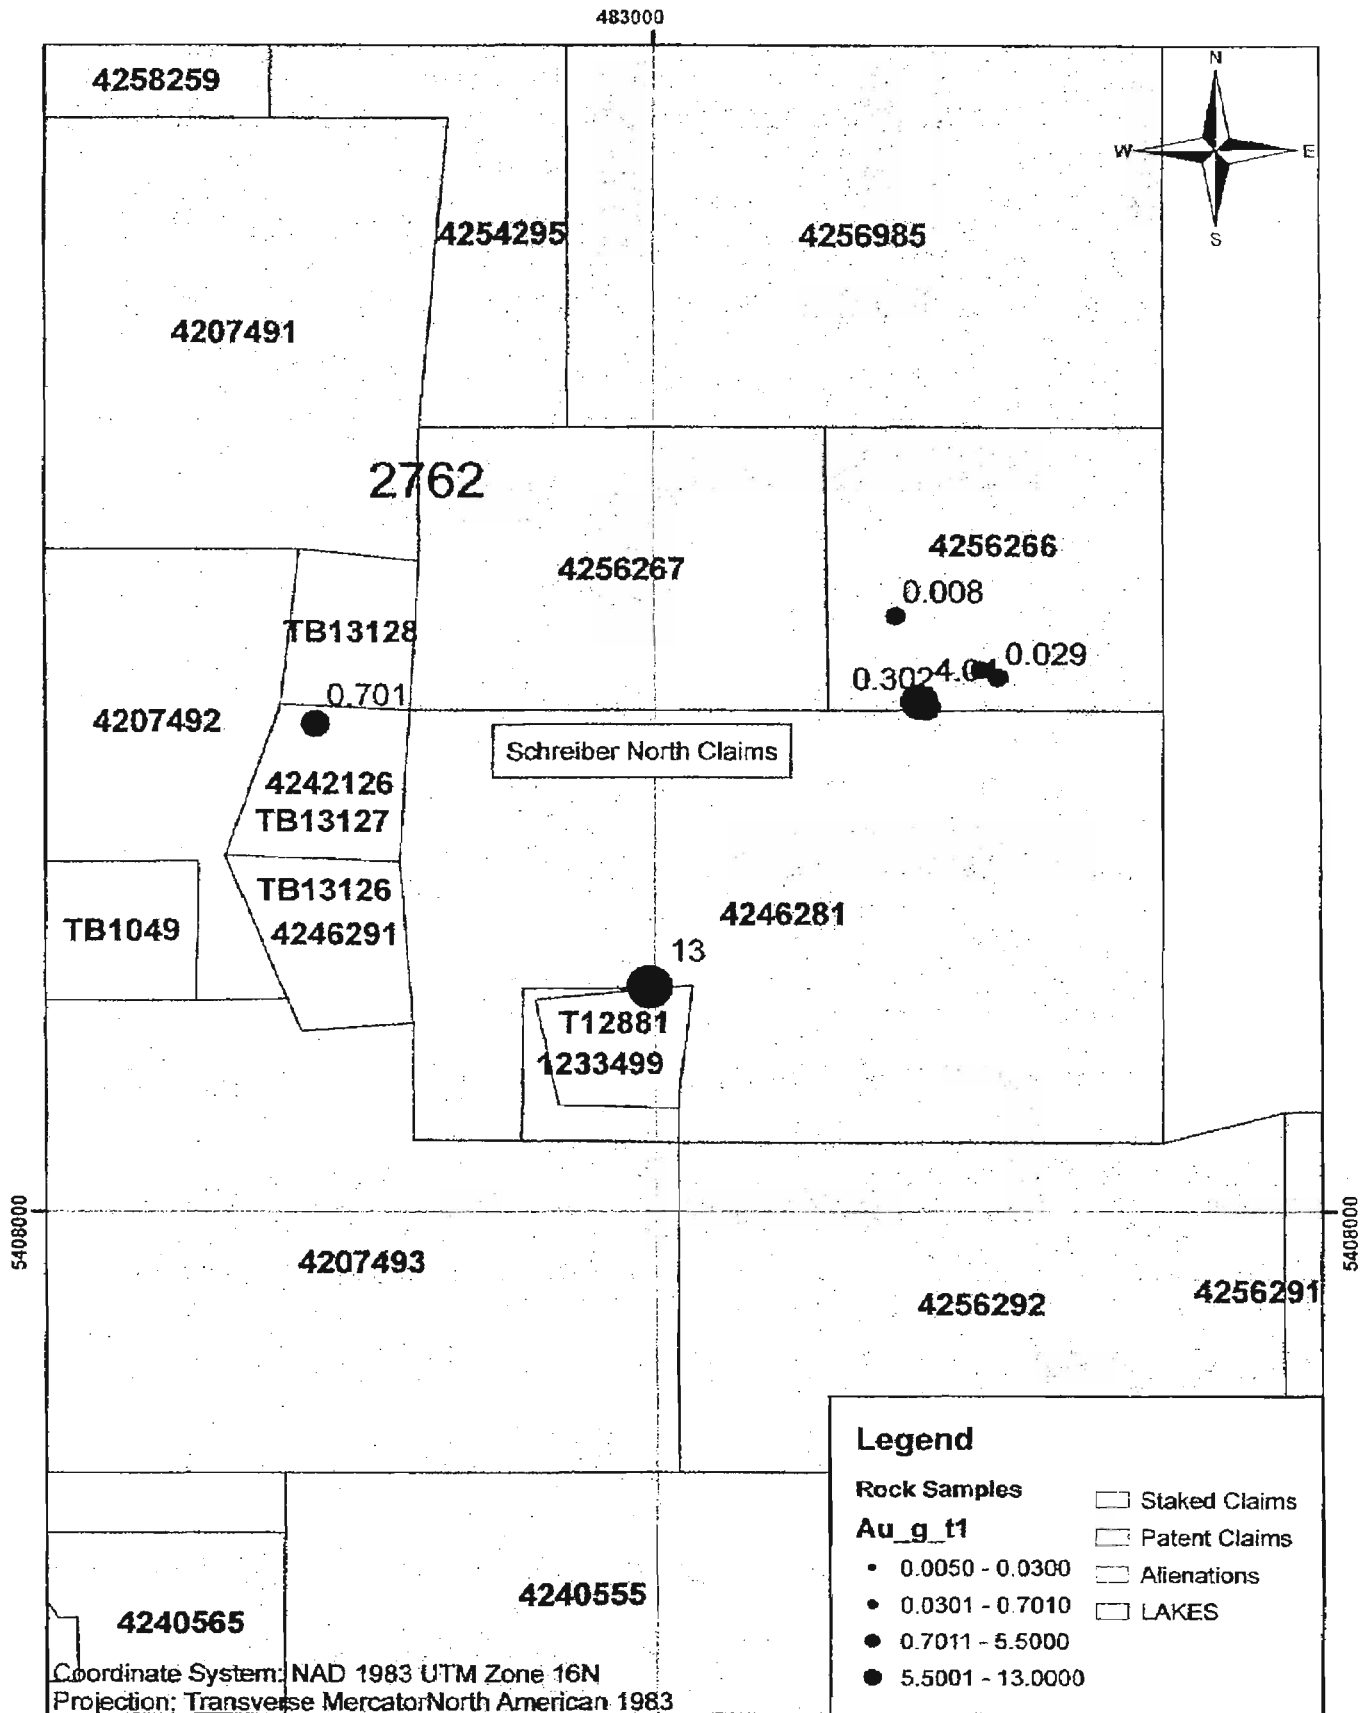 483000
4258259
N
W E
S
4254295
4256985
4207491
2762
4256267
4256266
0.008
TB13128
0.029
0.302
0.701
4207492
Schreiber North Claims
4242126
TB13127
TB13126
4246281
TB1049
4246291
13
T12881
1233499
5408000
5408000
4207493
4256292
4256291
Legend
Rock Samples
Au_g_t1
0.0050 - 0.0300
0.0301 - 0.7010
0.7011 - 5.5000
5.5001 - 13.0000
Staked Claims
Patent Claims
Alienations
LAKES
4240555
4240565
Coordinate System: NAD 1983 UTM Zone 16N
Projection: Transverse Mercator North American 1983